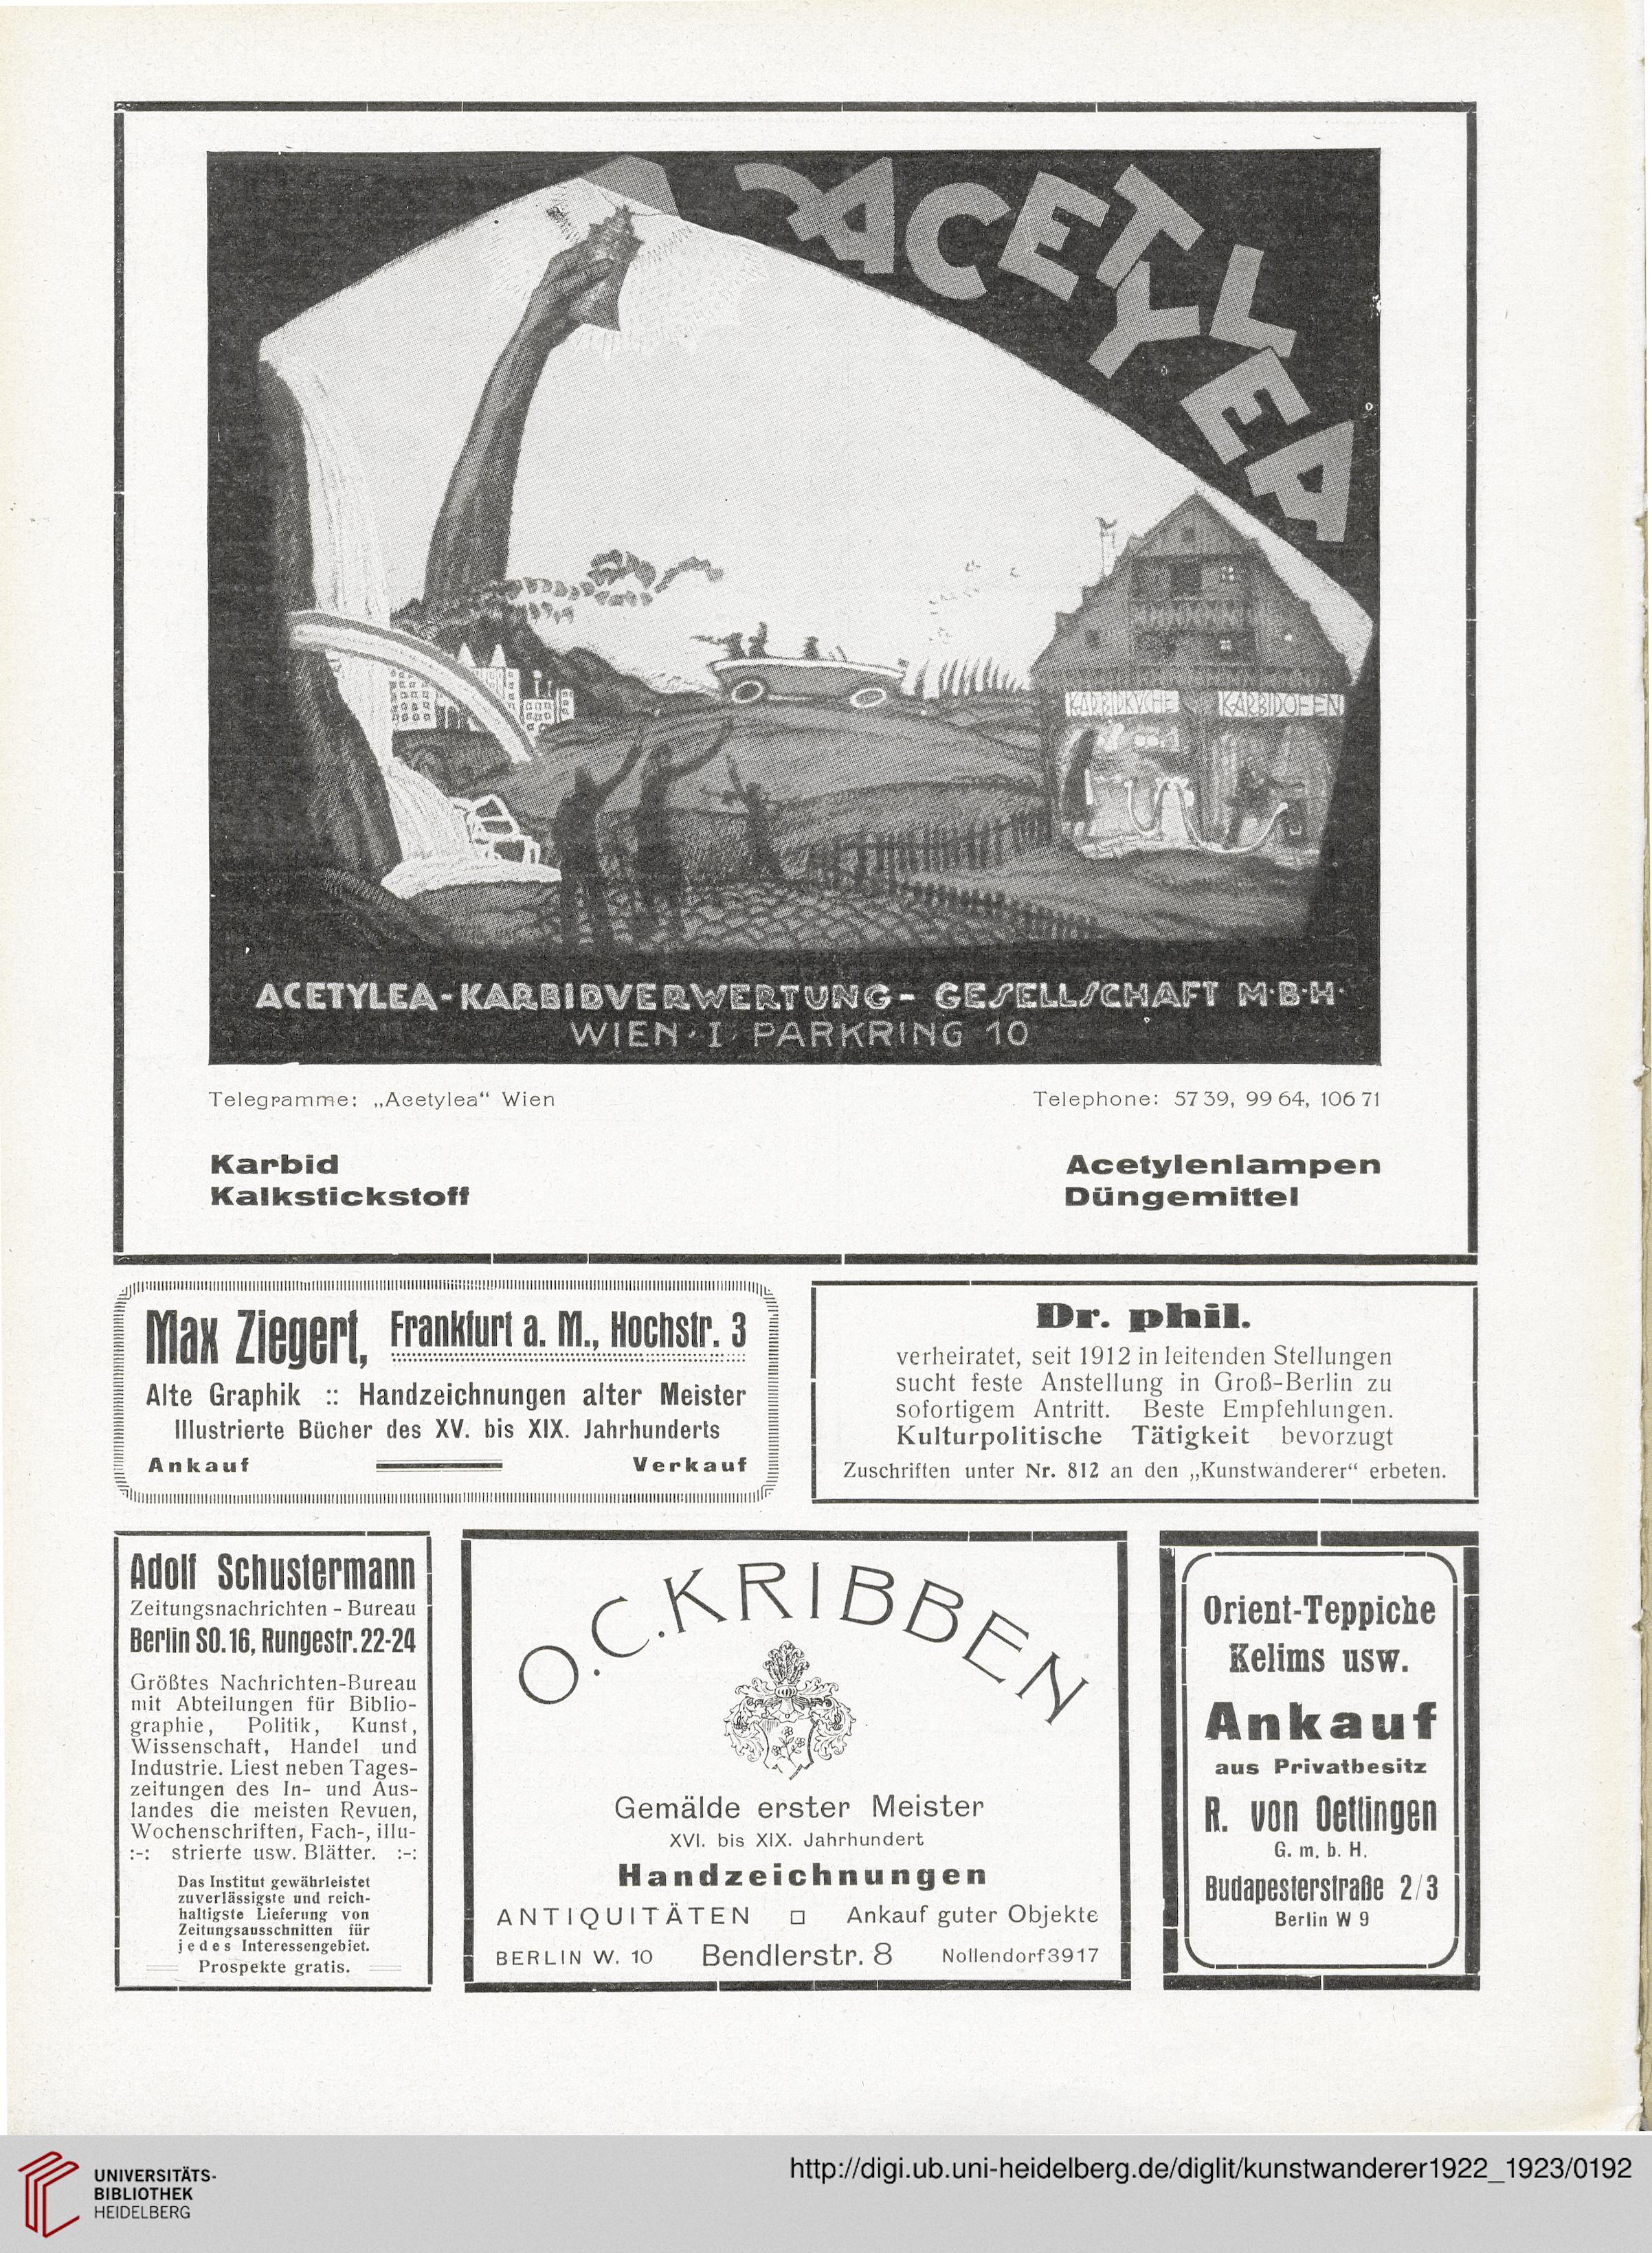 ACETYLEA
KARBIDKVCHE KARBIDOFEN
ACETYLEA-KARBIDVERWERTUNG- GESELLSCHAFT M·B·H·
WIEN·I· PARKRING 10
Telegramme: „Acetylea“ Wien Telephone: 57 39, 99 64, 106 71
Karbid Acetylenlampen
Kalkstickstoff Düngemittel
Max Ziegert, Frankfurt a. M., Hochstr. 3
Alte Graphik :: Handzeichnungen alter Meister
Illustrierte Bücher des XV. bis XIX. Jahrhunderts
Ankauf Verkauf
Dr. phil.
verheiratet, seit 1912 in leitenden Stellungen
sucht feste Anstellung in Groß-Berlin zu
sofortigem Antritt. Beste Empfehlungen.
Kulturpolitische Tätigkeit bevorzugt
Zuschriften unter Nr. 812 an den „Kunstwanderer“ erbeten.
Adolf Schustermann
Zeitungsnachrichten - Bureau
Berlin SO. 16, Rungestr. 22-24
Größtes Nachrichten-Bureau
mit Abteilungen für Biblio-
graphie, Politik, Kunst,
Wissenschaft, Handel und
Industrie. Liest neben Tages-
zeitungen des In- und Aus-
landes die meisten Revuen,
Wochenschriften, Fach-, illu-
:-: strierte usw. Blätter. :-:
Das Institut gewährleistet
zuverlässigste und reich-
haltigste Lieferung von
Zeitungsausschnitten für
jedes Interessengebiet.
Prospekte gratis.
O.C.KRIBBEN
Gemälde erster Meister
XVI. bis XIX. Jahrhundert
Handzeichnungen
ANTIQUITÄTEN □ Ankauf guter Objekte
BERLIN W. 10 Bendlerstr. 8 Nollendorf 3917
Orient-Teppiche
Kelims usw.
Ankauf
aus Privatbesitz
R. von Oettingen
G. m. b. H.
Budapesterstraße 2/3
Berlin W 9
UNIVERSITÄTS-
BIBLIOTHEK
HEIDELBERG
http://digi.ub.uni-heidelberg.de/diglit/kunstwanderer1922_1923/0192